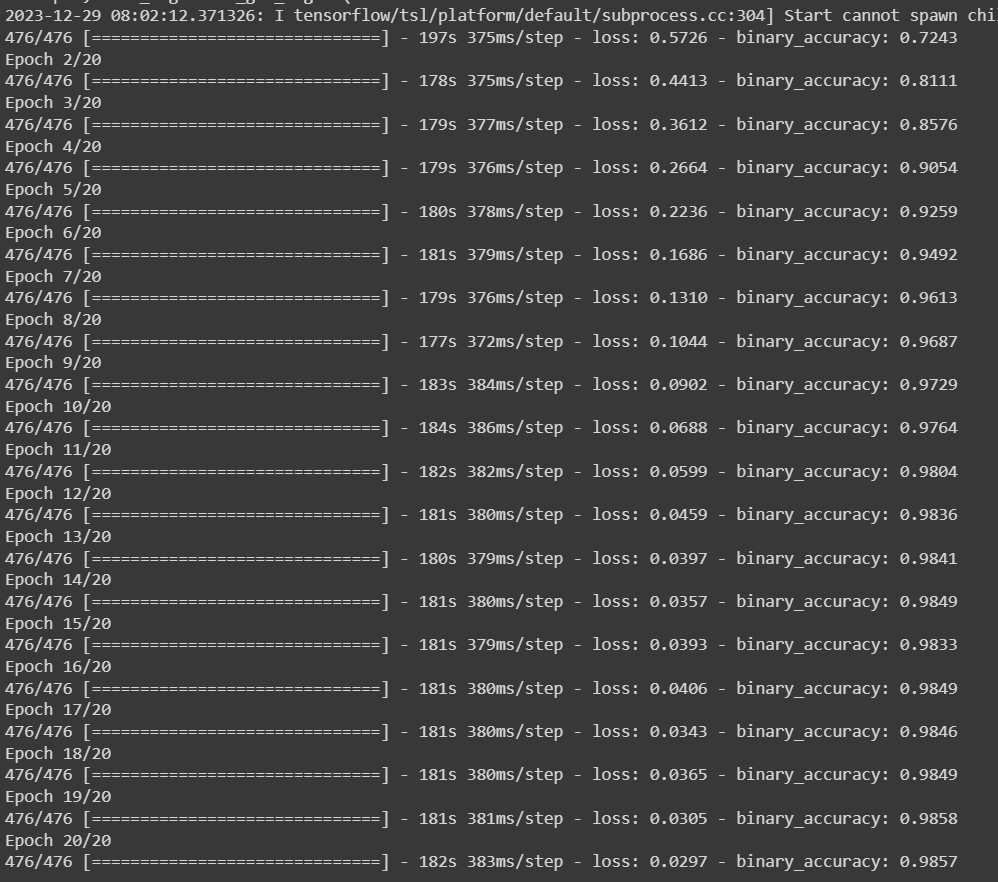 2023-12-29 08:02:12.371326: I tensorflow/tsl/platform/default/subprocess.cc:304] Start cannot spawn
476/476 [==============================] - 197s 375ms/step - loss: 0.5726 - binary_accuracy: 0.7243
Epoch 2/20
476/476 [==============================] - 178s 375ms/step - loss: 0.4413 - binary_accuracy: 0.8111
Epoch 3/20
476/476 [==============================] - 179s 377ms/step - loss: 0.3612 - binary_accuracy: 0.8576
Epoch 4/20
476/476 [==============================] - 179s 376ms/step - loss: 0.2664 - binary_accuracy: 0.9054
Epoch 5/20
476/476 [==============================] - 180s 378ms/step - loss: 0.2236 - binary_accuracy: 0.9259
Epoch 6/20
476/476 [==============================] - 181s 379ms/step - loss: 0.1686 - binary_accuracy: 0.9492
Epoch 7/20
476/476 [==============================] - 179s 376ms/step - loss: 0.1310 - binary_accuracy: 0.9613
Epoch 8/20
476/476 [==============================] - 177s 372ms/step - loss: 0.1044 - binary_accuracy: 0.9687
Epoch 9/20
476/476 [==============================] - 183s 384ms/step - loss: 0.0902 - binary_accuracy: 0.9729
Epoch 10/20
476/476 [==============================] - 184s 386ms/step - loss: 0.0688 - binary_accuracy: 0.9764
Epoch 11/20
476/476 [==============================] - 182s 382ms/step - loss: 0.0599 - binary_accuracy: 0.9804
Epoch 12/20
476/476 [==============================] - 181s 380ms/step - loss: 0.0459 - binary_accuracy: 0.9836
Epoch 13/20
476/476 [==============================] - 180s 379ms/step - loss: 0.0397 - binary_accuracy: 0.9841
Epoch 14/20
476/476 [==============================] - 181s 380ms/step - loss: 0.0357 - binary_accuracy: 0.9849
Epoch 15/20
476/476 [==============================] - 181s 379ms/step - loss: 0.0393 - binary_accuracy: 0.9833
Epoch 16/20
476/476 [==============================] - 181s 380ms/step - loss: 0.0406 - binary_accuracy: 0.9849
Epoch 17/20
476/476 [==============================] - 181s 380ms/step - loss: 0.0343 - binary_accuracy: 0.9846
Epoch 18/20
476/476 [==============================] - 181s 380ms/step - loss: 0.0365 - binary_accuracy: 0.9849
Epoch 19/20
476/476 [==============================] - 181s 381ms/step - loss: 0.0305 - binary_accuracy: 0.9858
Epoch 20/20
476/476 [==============================] - 182s 383ms/step - loss: 0.0297 - binary_accuracy: 0.9857